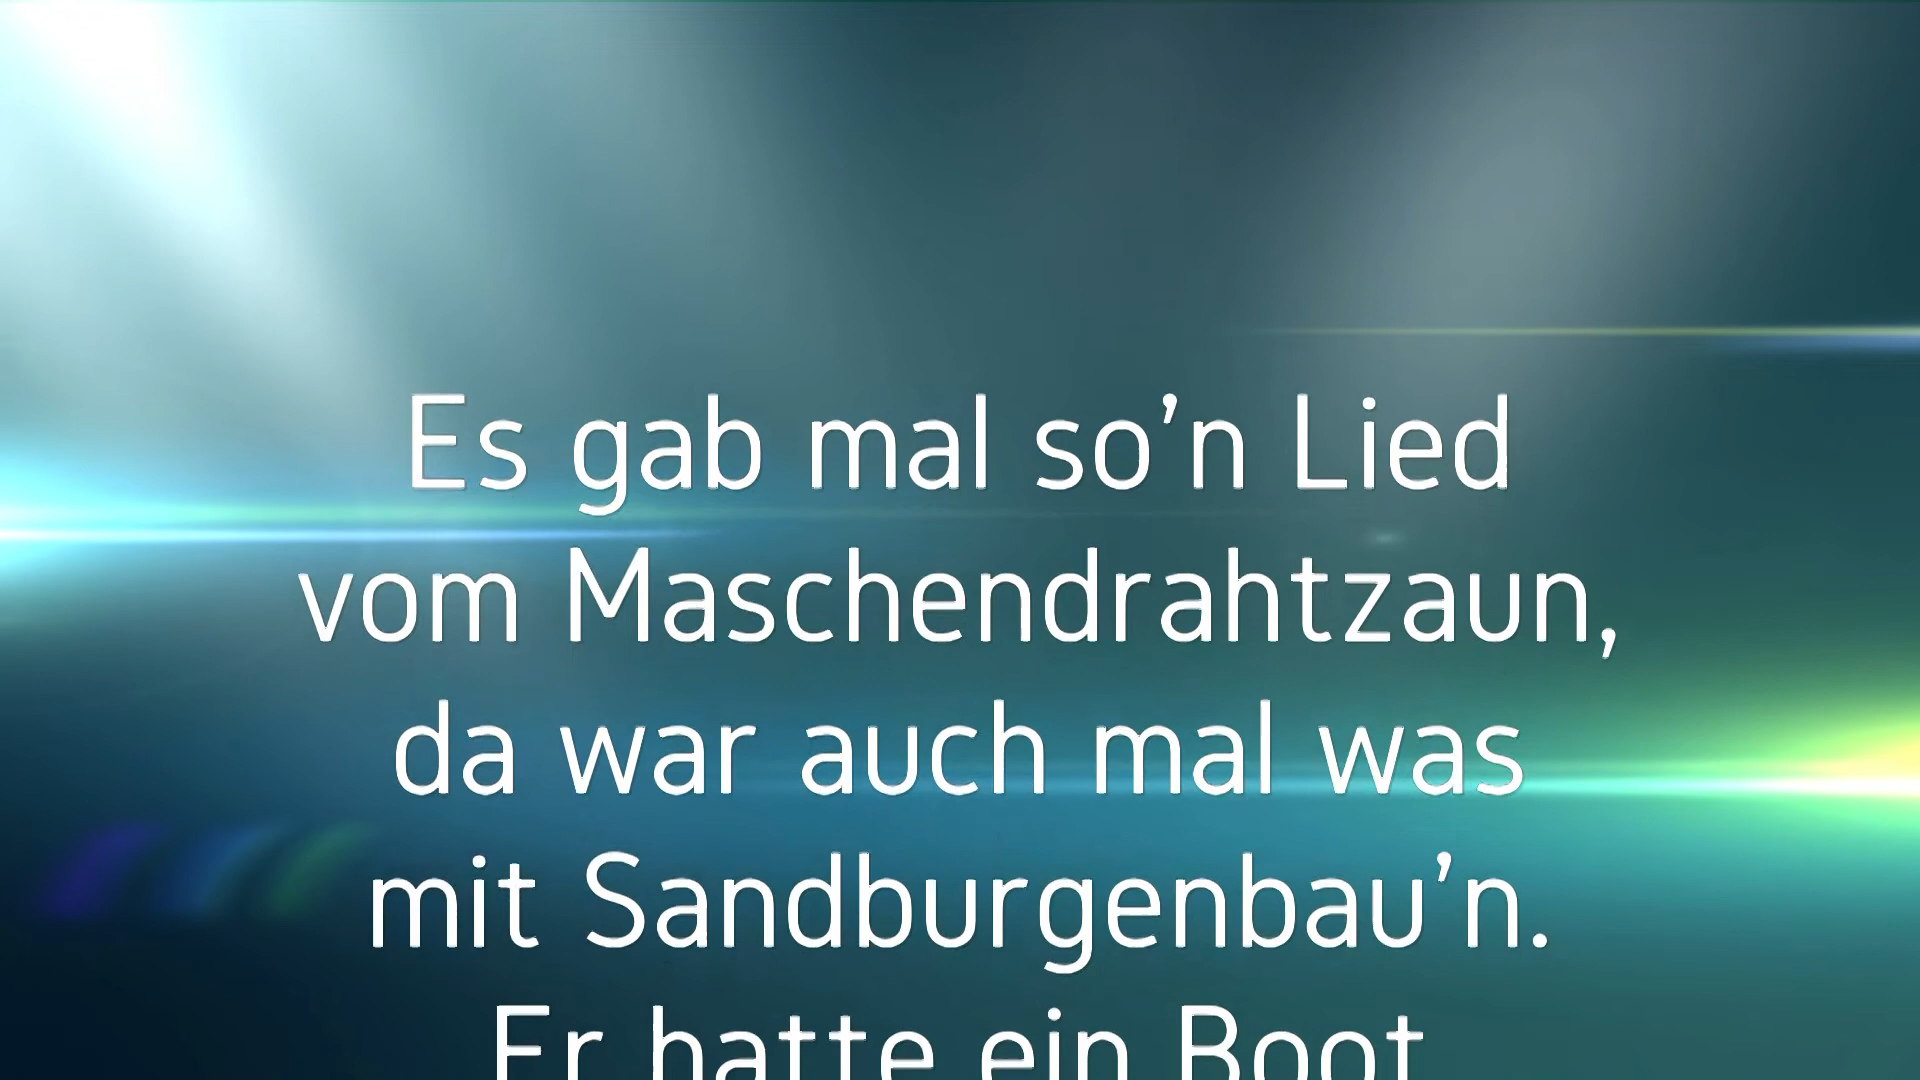 Es gab mal so’n Lied
vom Maschendrahtzaun,
da war auch mal was
mit Sandburgenbau’n.
Er hatte ein Boot